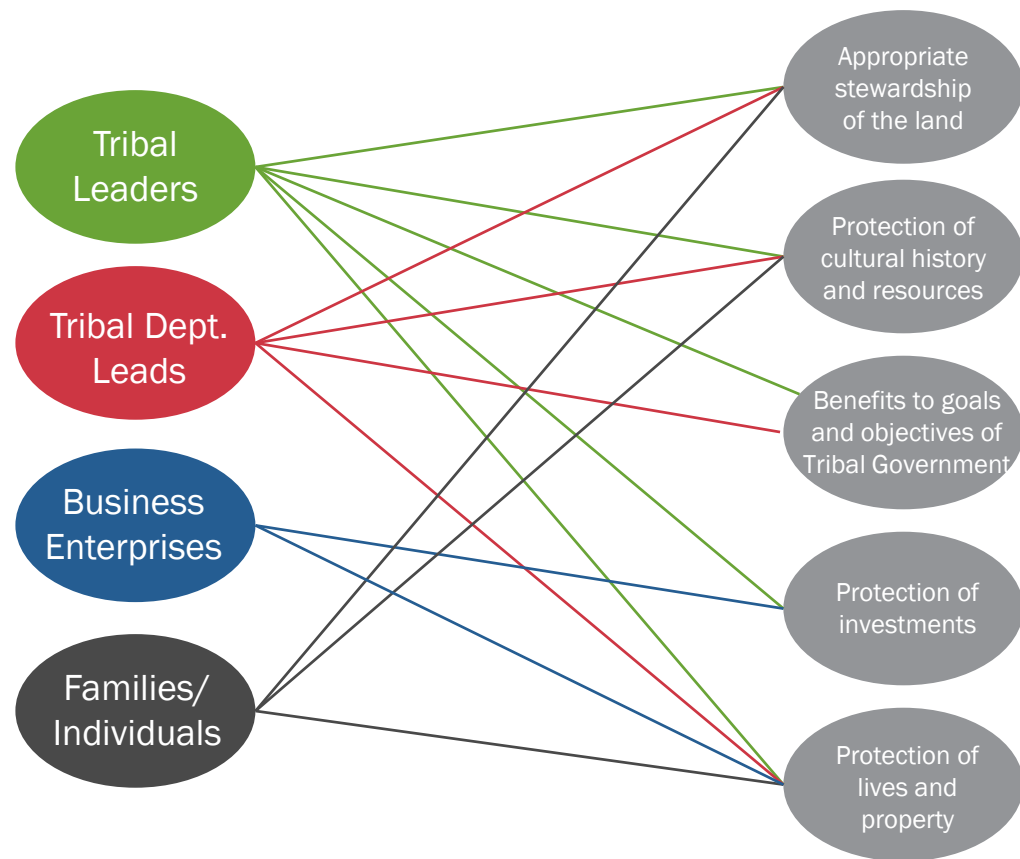 Tribal
Leaders
Tribal Dept.
Leads
Business
Enterprises
Families/
Individuals
Appropriate
stewardship
of the land
Protection of
cultural history
and resources
Benefits to goals
and objectives of
Tribal Government
Protection of
investments
Protection of
lives and
property